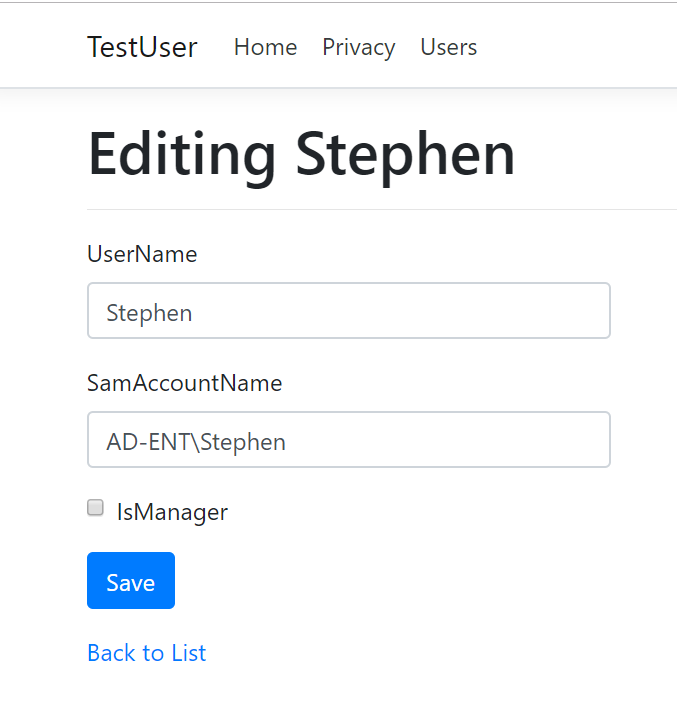 TestUser Home Privacy Users
Editing Stephen
UserName
Stephen
SamAccountName
AD-ENT\Stephen
IsManager
Save
Back to List